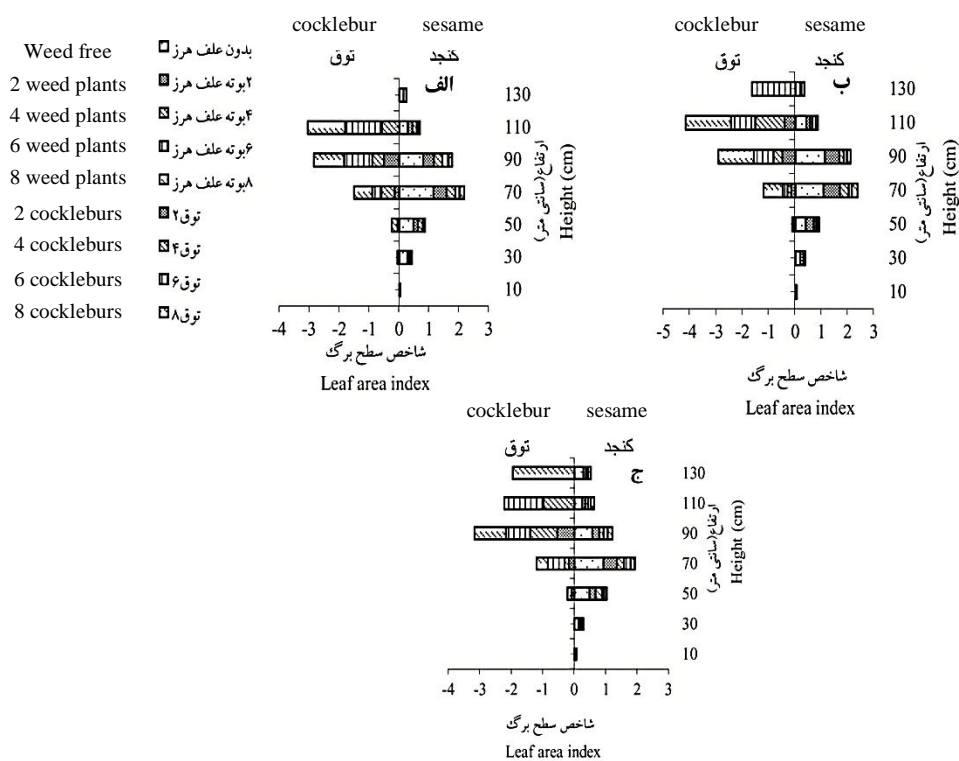 Weed free
2 weed plants
4 weed plants
6 weed plants
8 weed plants
2 cockleburs
4 cockleburs
6 cockleburs
8 cockleburs
بدون علف هرز
۲بوته علف هرز
۴بوته علف هرز
۶بوته علف هرز
۸بوته علف هرز
توق۲
توق۴
توق۶
توق۸
cocklebur sesame
توق کنجد
الف
130
110
90
70
50
30
10
ارتفاع(سانتی متر)
Height (cm)
-4 -3 -2 -1 0 1 2 3
شاخص سطح برگ
Leaf area index
cocklebur sesame
توق کنجد
ب
130
110
90
70
50
30
10
ارتفاع(سانتی متر)
Height (cm)
-5 -4 -3 -2 -1 0 1 2 3
شاخص سطح برگ
Leaf area index
cocklebur sesame
توق کنجد
ج
130
110
90
70
50
30
10
ارتفاع(سانتی متر)
Height (cm)
-4 -3 -2 -1 0 1 2 3
شاخص سطح برگ
Leaf area index